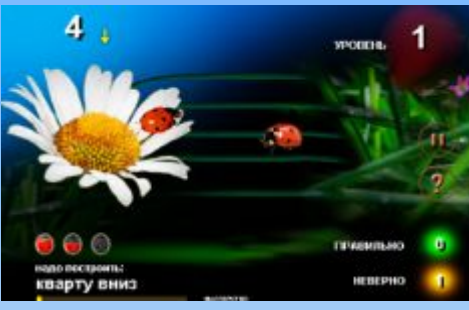 4
УРОВЕНЬ 1
?
ПРАВИЛЬНО 0
надо построить:
кварту вниз
НЕВЕРНО 1